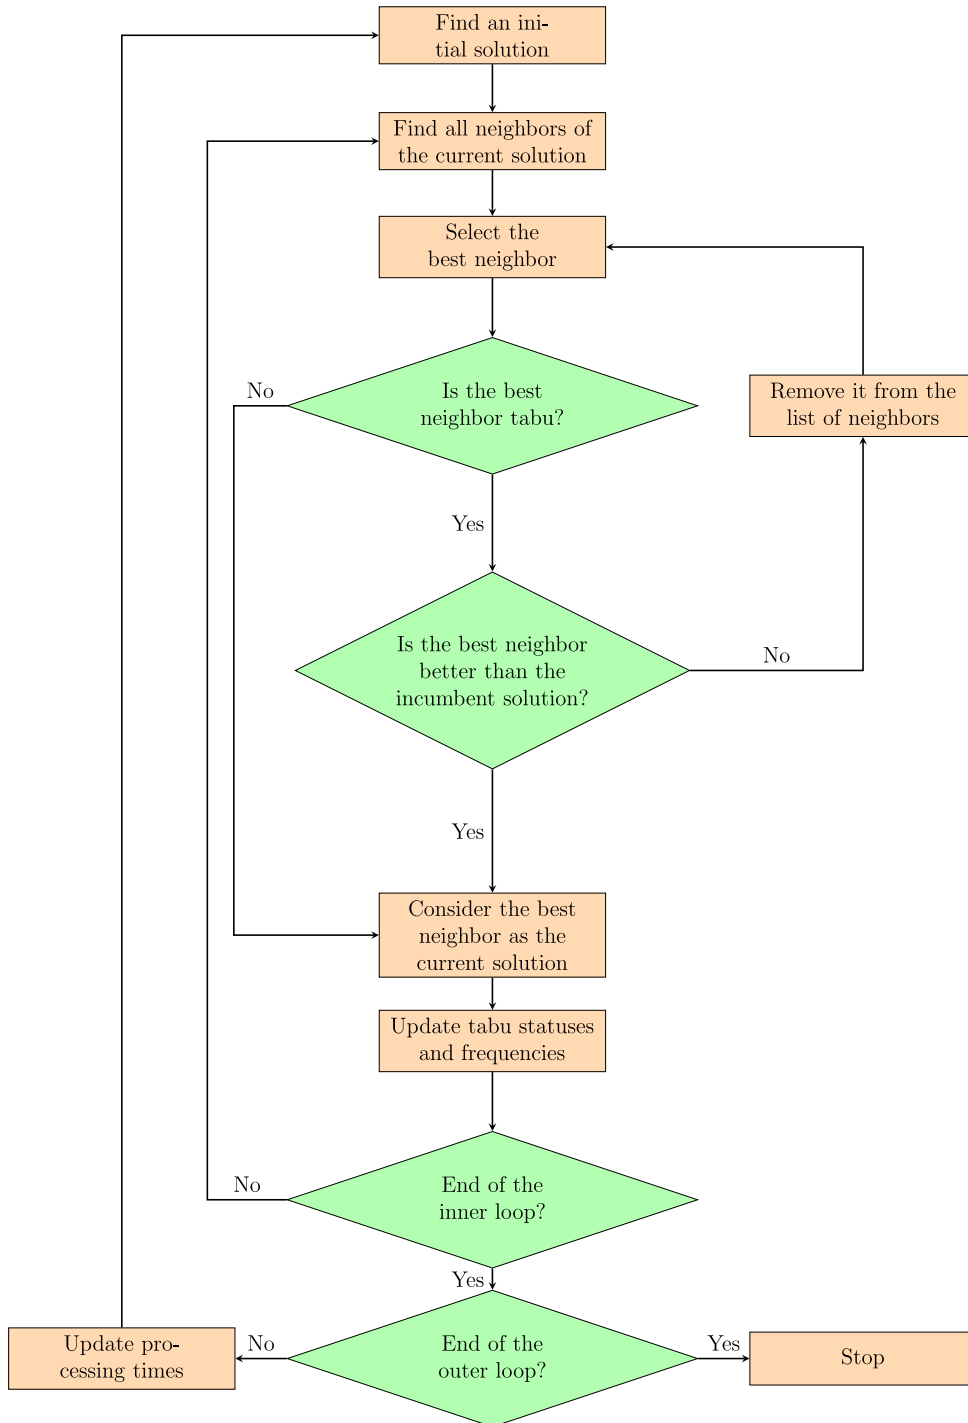 Find an ini-
tial solution
Find all neighbors of
the current solution
Select the
best neighbor
No
Is the best
neighbor tabu?
Remove it from the
list of neighbors
Yes
Is the best neighbor
better than the
incumbent solution?
No
Yes
Consider the best
neighbor as the
current solution
Update tabu statuses
and frequencies
No
End of the
inner loop?
Yes
Update pro-
cessing times
No
End of the
outer loop?
Yes
Stop